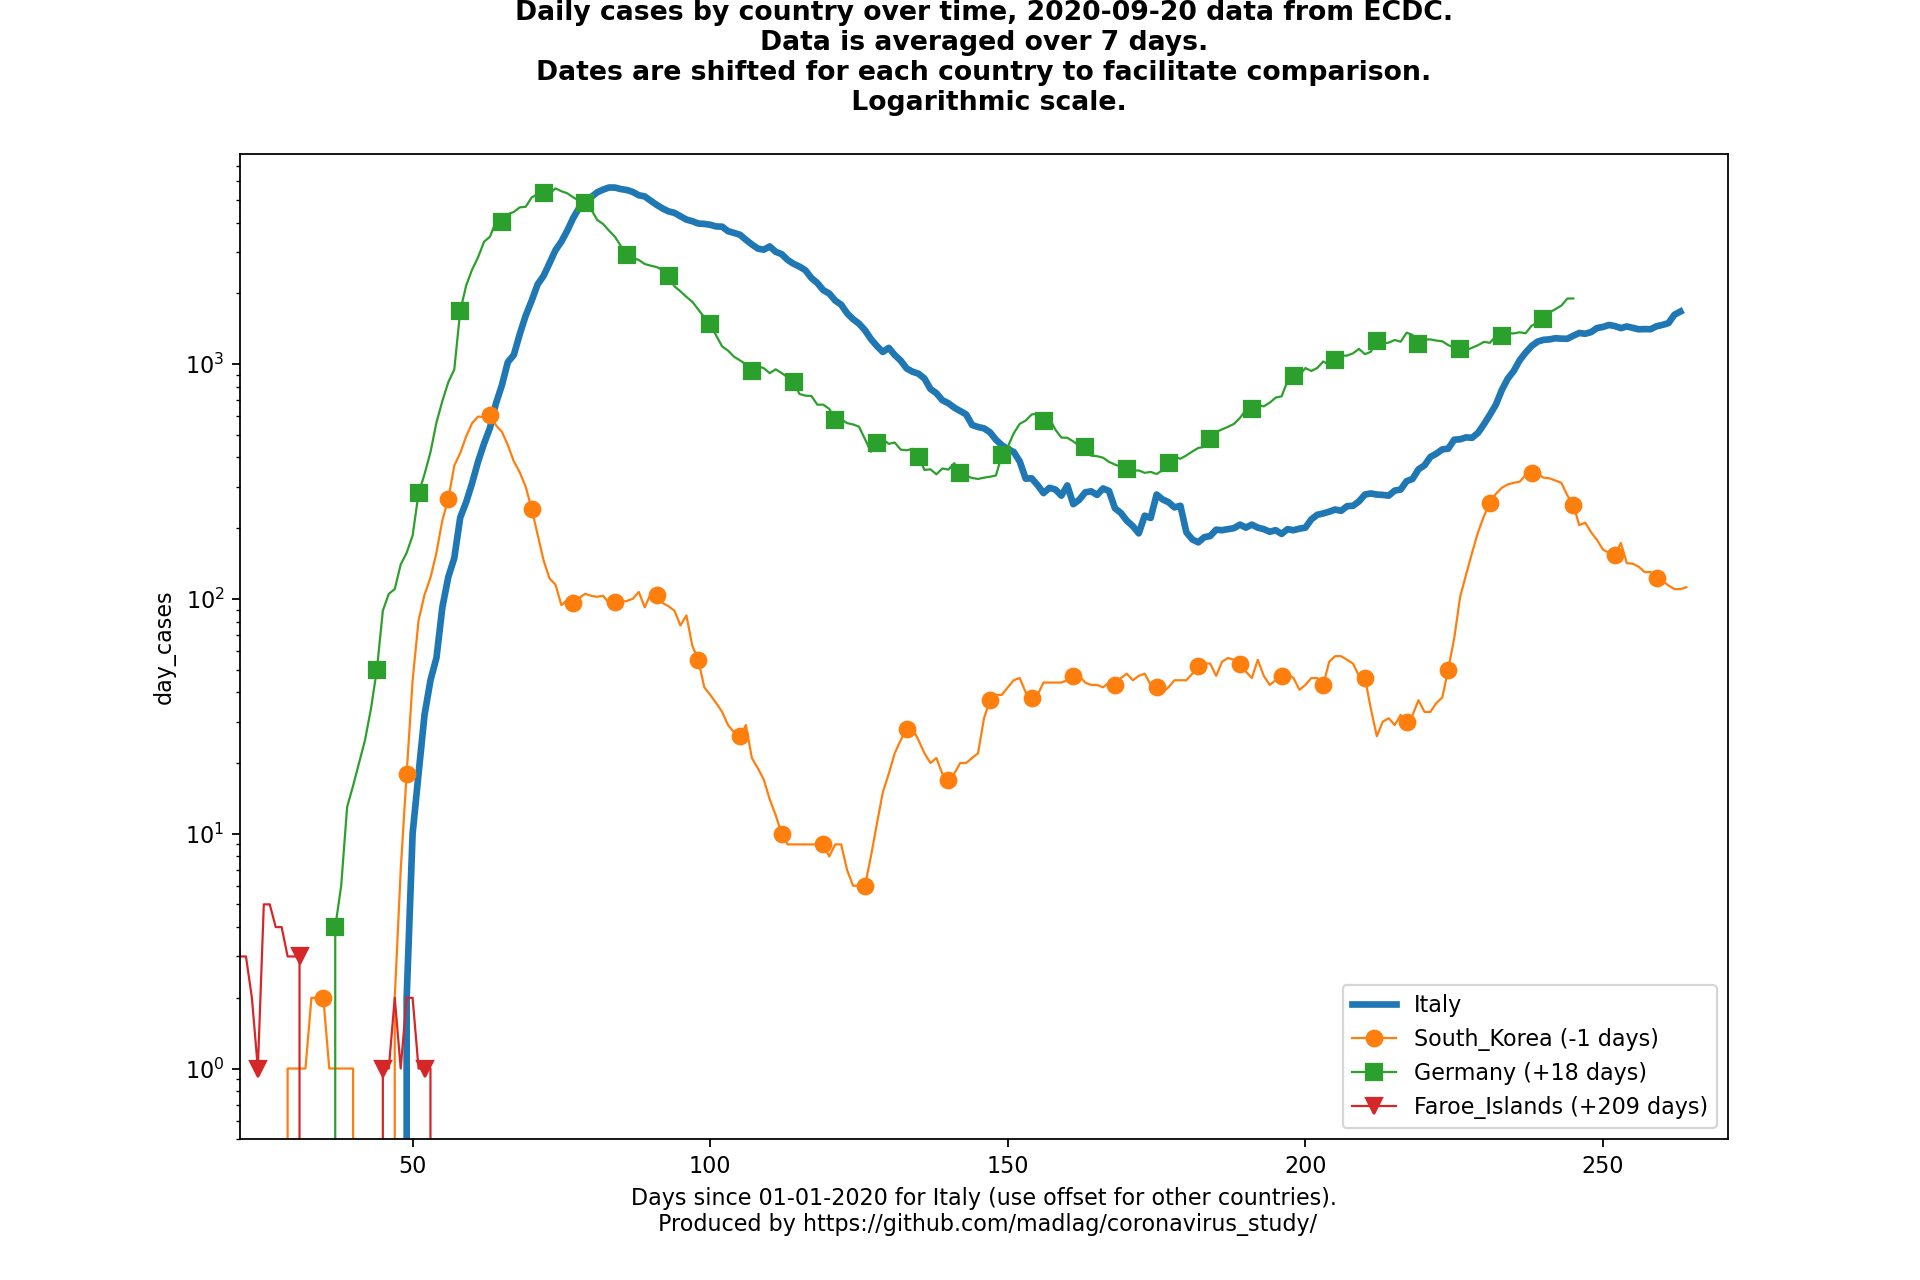 Daily cases by country over time, 2020-09-20 data from ECDC.
Data is averaged over 7 days.
Dates are shifted for each country to facilitate comparison.
Logarithmic scale.
day_cases
10³
10²
10¹
10⁰
50
100
150
200
250
Italy
South_Korea (-1 days)
Germany (+18 days)
Faroe_Islands (+209 days)
Days since 01-01-2020 for Italy (use offset for other countries).
Produced by https://github.com/madlag/coronavirus_study/